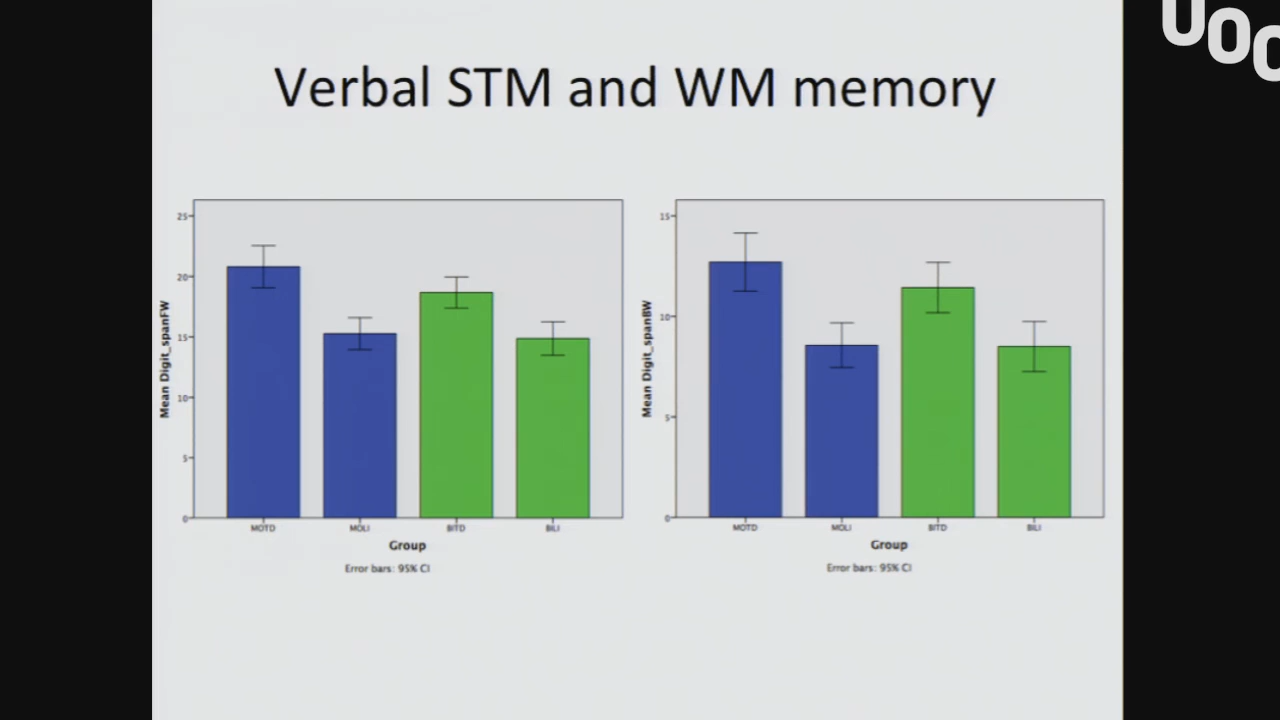 UOC
Verbal STM and WM memory
25
20
15
10
5
0
Mean Digit_spanFW
MOTD
MOLI
BITD
BILI
Group
Error bars: 95% CI
15
10
5
0
Mean Digit_spanBW
MOTD
MOLI
BITD
BILI
Group
Error bars: 95% CI